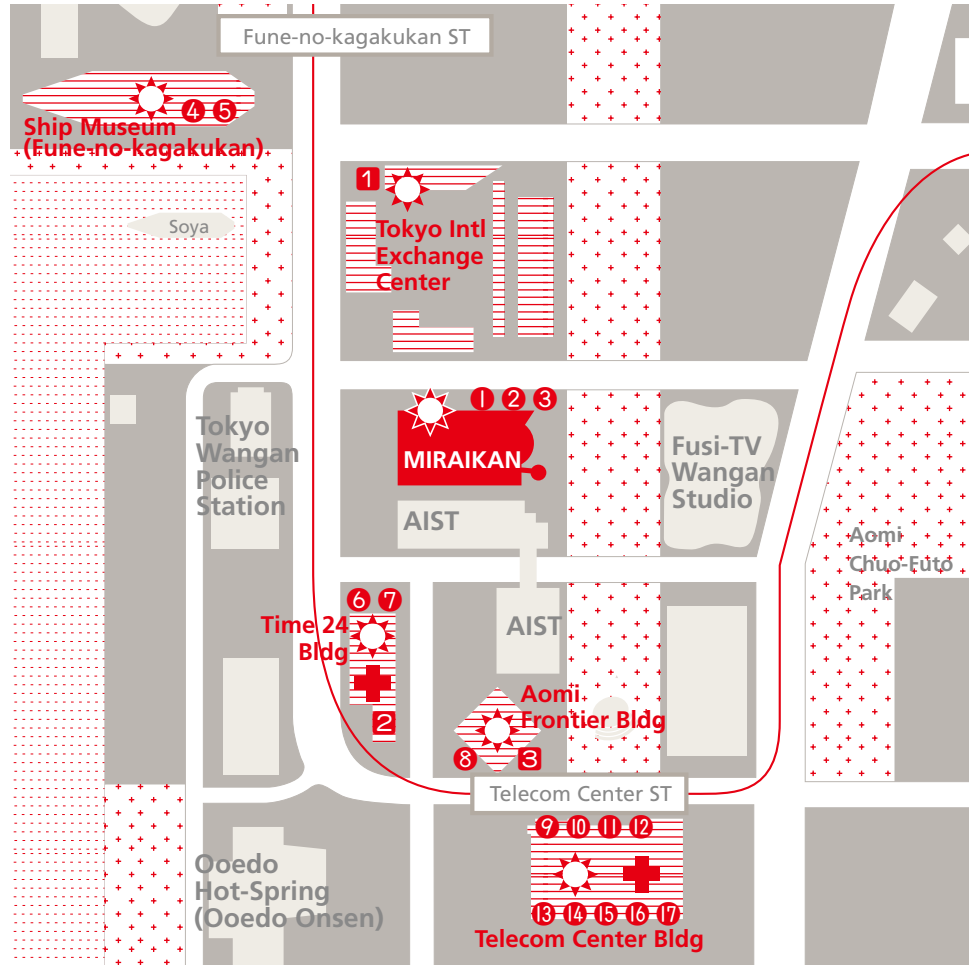 Fune-no-kagakukan ST
4 5
Ship Museum
(Fune-no-kagakukan)
1
Soya
Tokyo Intl
Exchange
Center
1 2 3
MIRAIKAN
Tokyo
Wangan
Police
Station
Fusi-TV
Wangan
Studio
AIST
Aomi
Chuo-Futo
Park
6 7
Time 24
Bldg
AIST
2
Aomi
Frontier Bldg
8 3
Telecom Center ST
9 10 11 12
Ooedo
Hot-Spring
(Ooedo Onsen)
13 14 15 16 17
Telecom Center Bldg